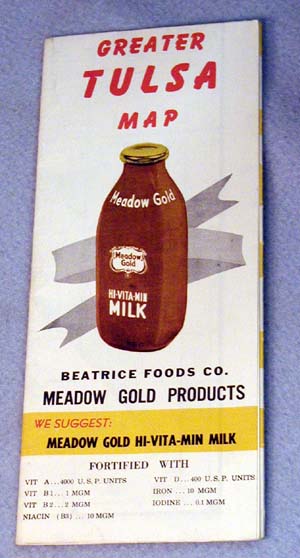 GREATER
TULSA
MAP
Meadow Gold
Meadow
Gold
HI-VITA-MIN
MILK
BEATRICE FOODS CO.
MEADOW GOLD PRODUCTS
WE SUGGEST:
MEADOW GOLD HI-VITA-MIN MILK
FORTIFIED WITH
VIT A...4000 U.S.P. UNITS
VIT B1...1 MGM
VIT B2...2 MGM
NIACIN (B3)...10 MGM
VIT D...400 U.S.P. UNITS
IRON...10 MGM
IODINE...0.1 MGM